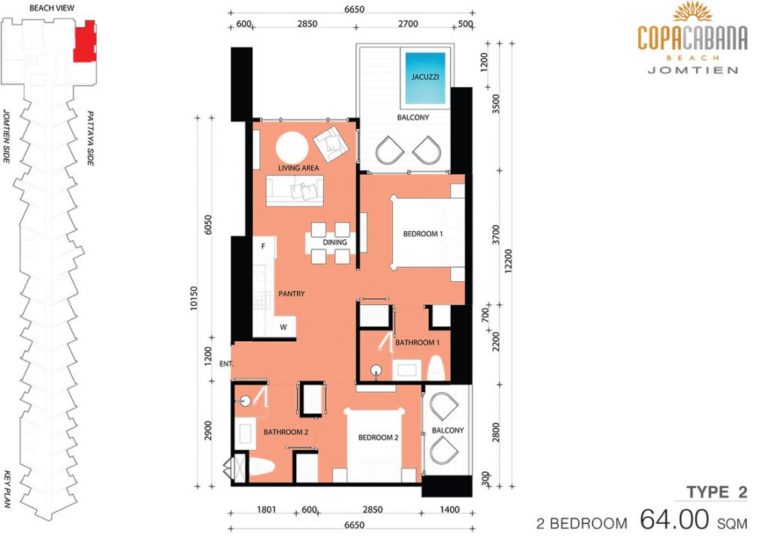 BEACH VIEW
JOMTIEN SIDE
PATTAYA SIDE
KEY PLAN
6650
600
2850
2700
500
COPACABANA
BEACH
JOMTIEN
JACUZZI
BALCONY
LIVING AREA
DINING
BEDROOM 1
F
PANTRY
W
BATHROOM 1
ENT.
BATHROOM 2
BEDROOM 2
BALCONY
6050
10150
1200
2900
1200
3500
3700
12200
700
2200
2800
300
1801
600
2850
1400
6650
TYPE 2
2 BEDROOM 64.00 SQM